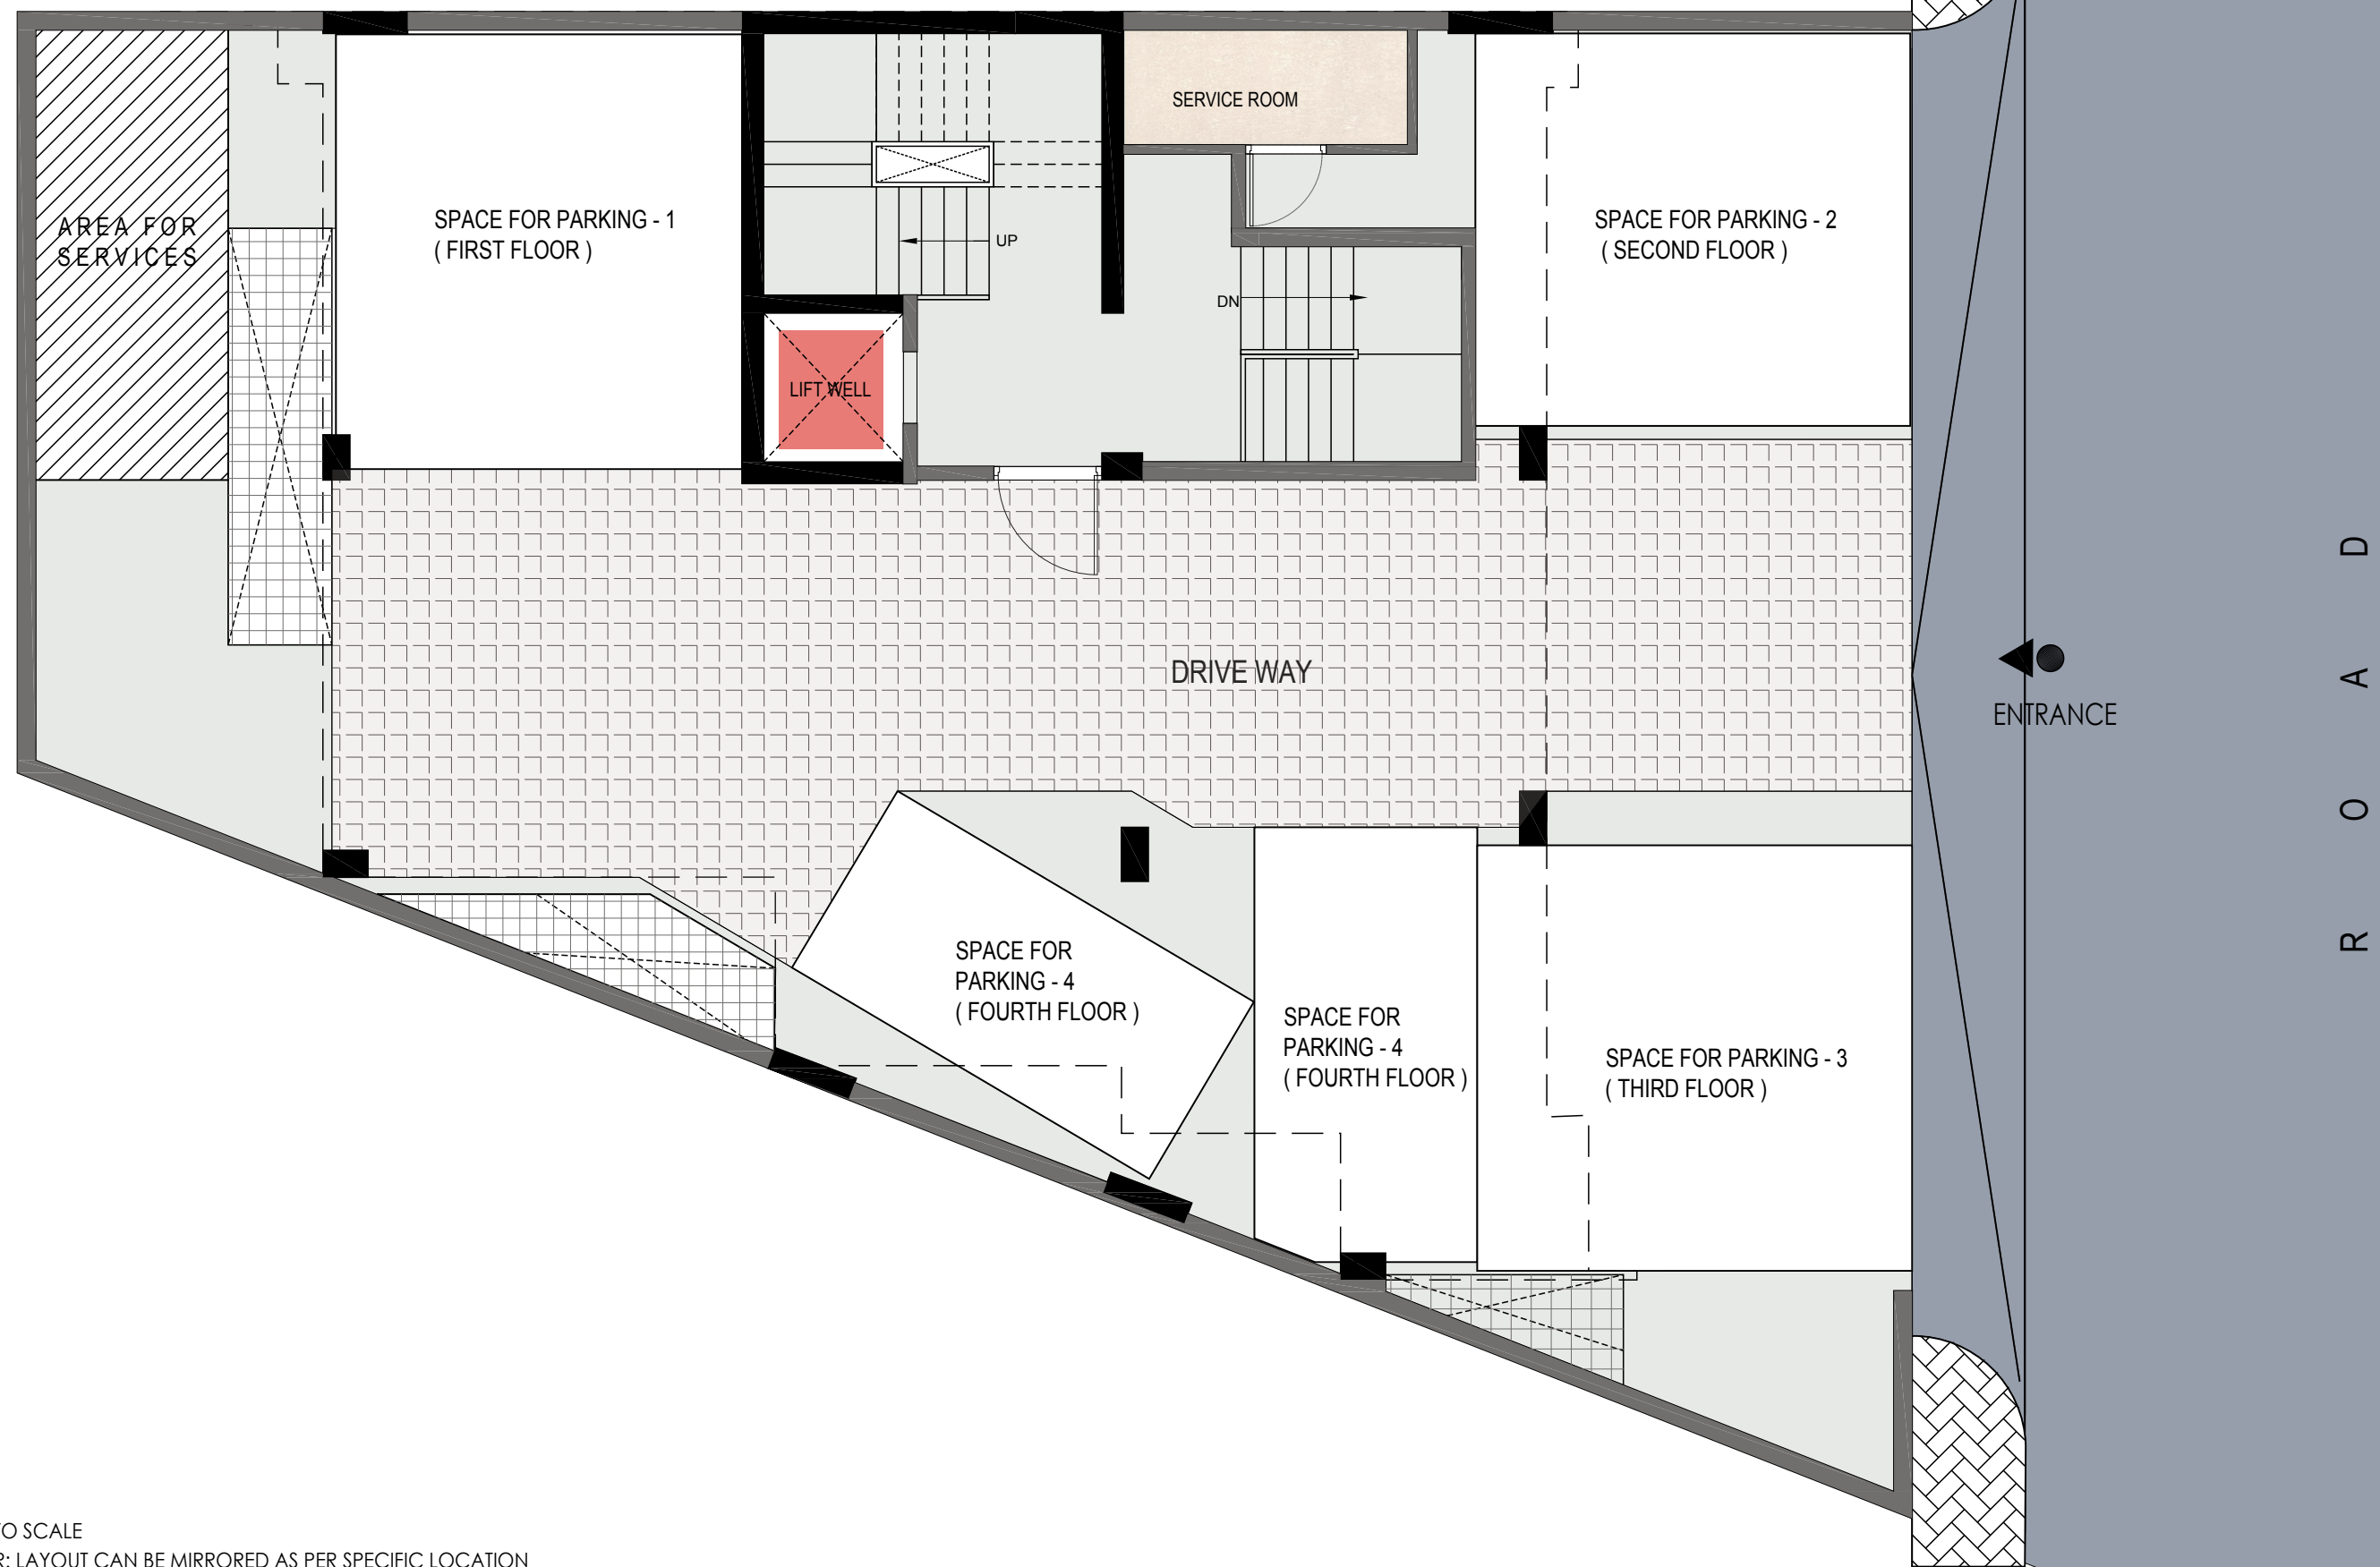 SERVICE ROOM
AREA FOR
SERVICES
SPACE FOR PARKING - 1
( FIRST FLOOR )
UP
SPACE FOR PARKING - 2
( SECOND FLOOR )
DN
LIFT WELL
DRIVE WAY
ENTRANCE
ROAD
SPACE FOR
PARKING - 4
( FOURTH FLOOR )
SPACE FOR
PARKING - 4
( FOURTH FLOOR )
SPACE FOR PARKING - 3
( THIRD FLOOR )
SCALE
LAYOUT CAN BE MIRRORED AS PER SPECIFIC LOCATION